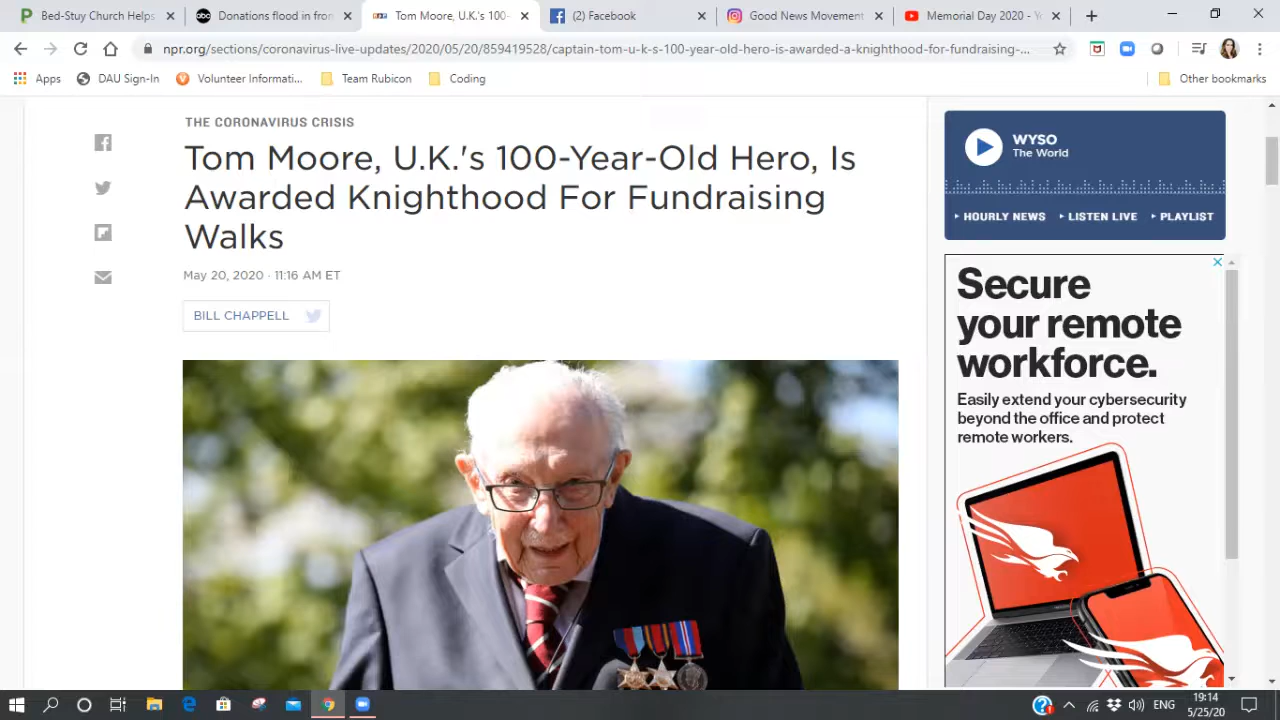 Bed-Stuy Church Helps
Donations flood in from
Tom Moore, U.K.'s 100-
(2) Facebook
Good News Movement
Memorial Day 2020 -
npr.org/sections/coronavirus-live-updates/2020/05/20/859419528/captain-tom-u-k-s-100-year-old-hero-is-awarded-a-knighthood-for-fundraising-...
Apps
DAU Sign-In
Volunteer Informati...
Team Rubicon
Coding
Other bookmarks
THE CORONAVIRUS CRISIS
Tom Moore, U.K.'s 100-Year-Old Hero, Is
Awarded Knighthood For Fundraising
Walks
May 20, 2020 · 11:16 AM ET
BILL CHAPPELL
WYSO
The World
HOURLY NEWS
LISTEN LIVE
PLAYLIST
Secure
your remote
workforce.
Easily extend your cybersecurity
beyond the office and protect
remote workers.
ENG
19:14
5/25/20